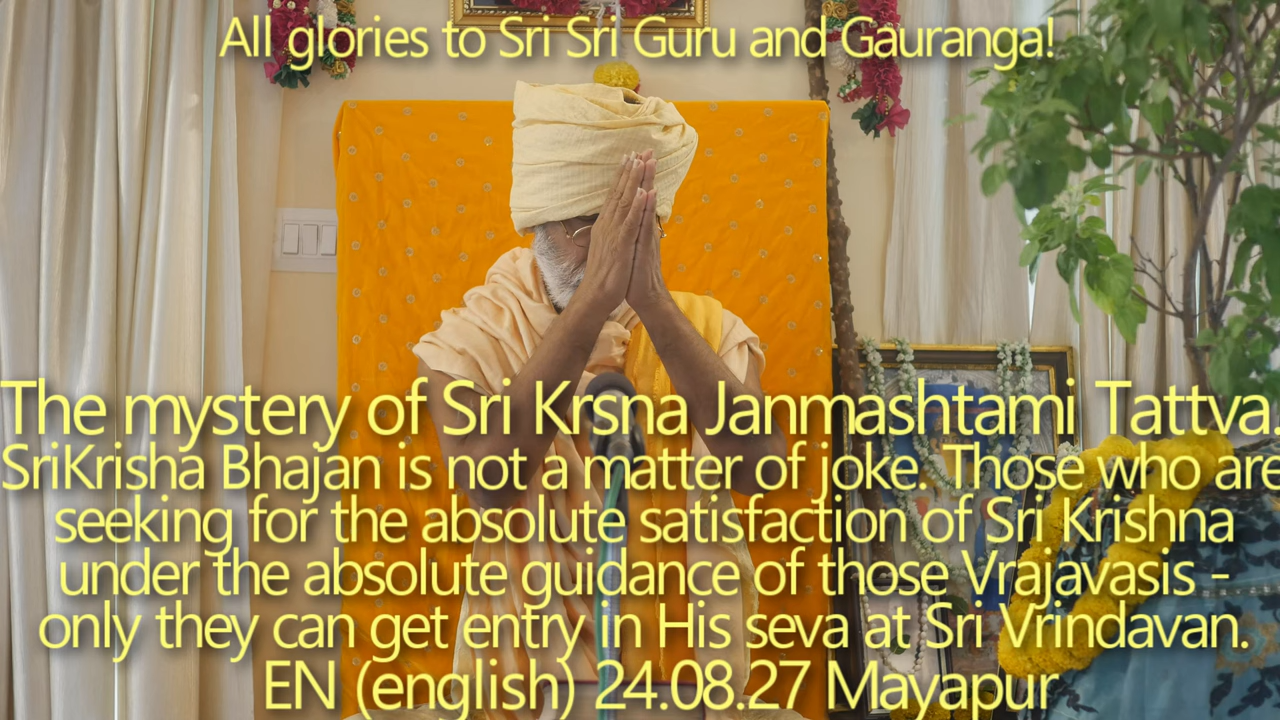 All glories to Sri Sri Guru and Gauranga!
The mystery of Sri Krsna Janmashtami Tattva.
SriKrisha Bhajan is not a matter of joke. Those who are
seeking for the absolute satisfaction of Sri Krishna
under the absolute guidance of those Vrajavasis -
only they can get entry in His seva at Sri Vrindavan.
EN (english) 24.08.27 Mayapur